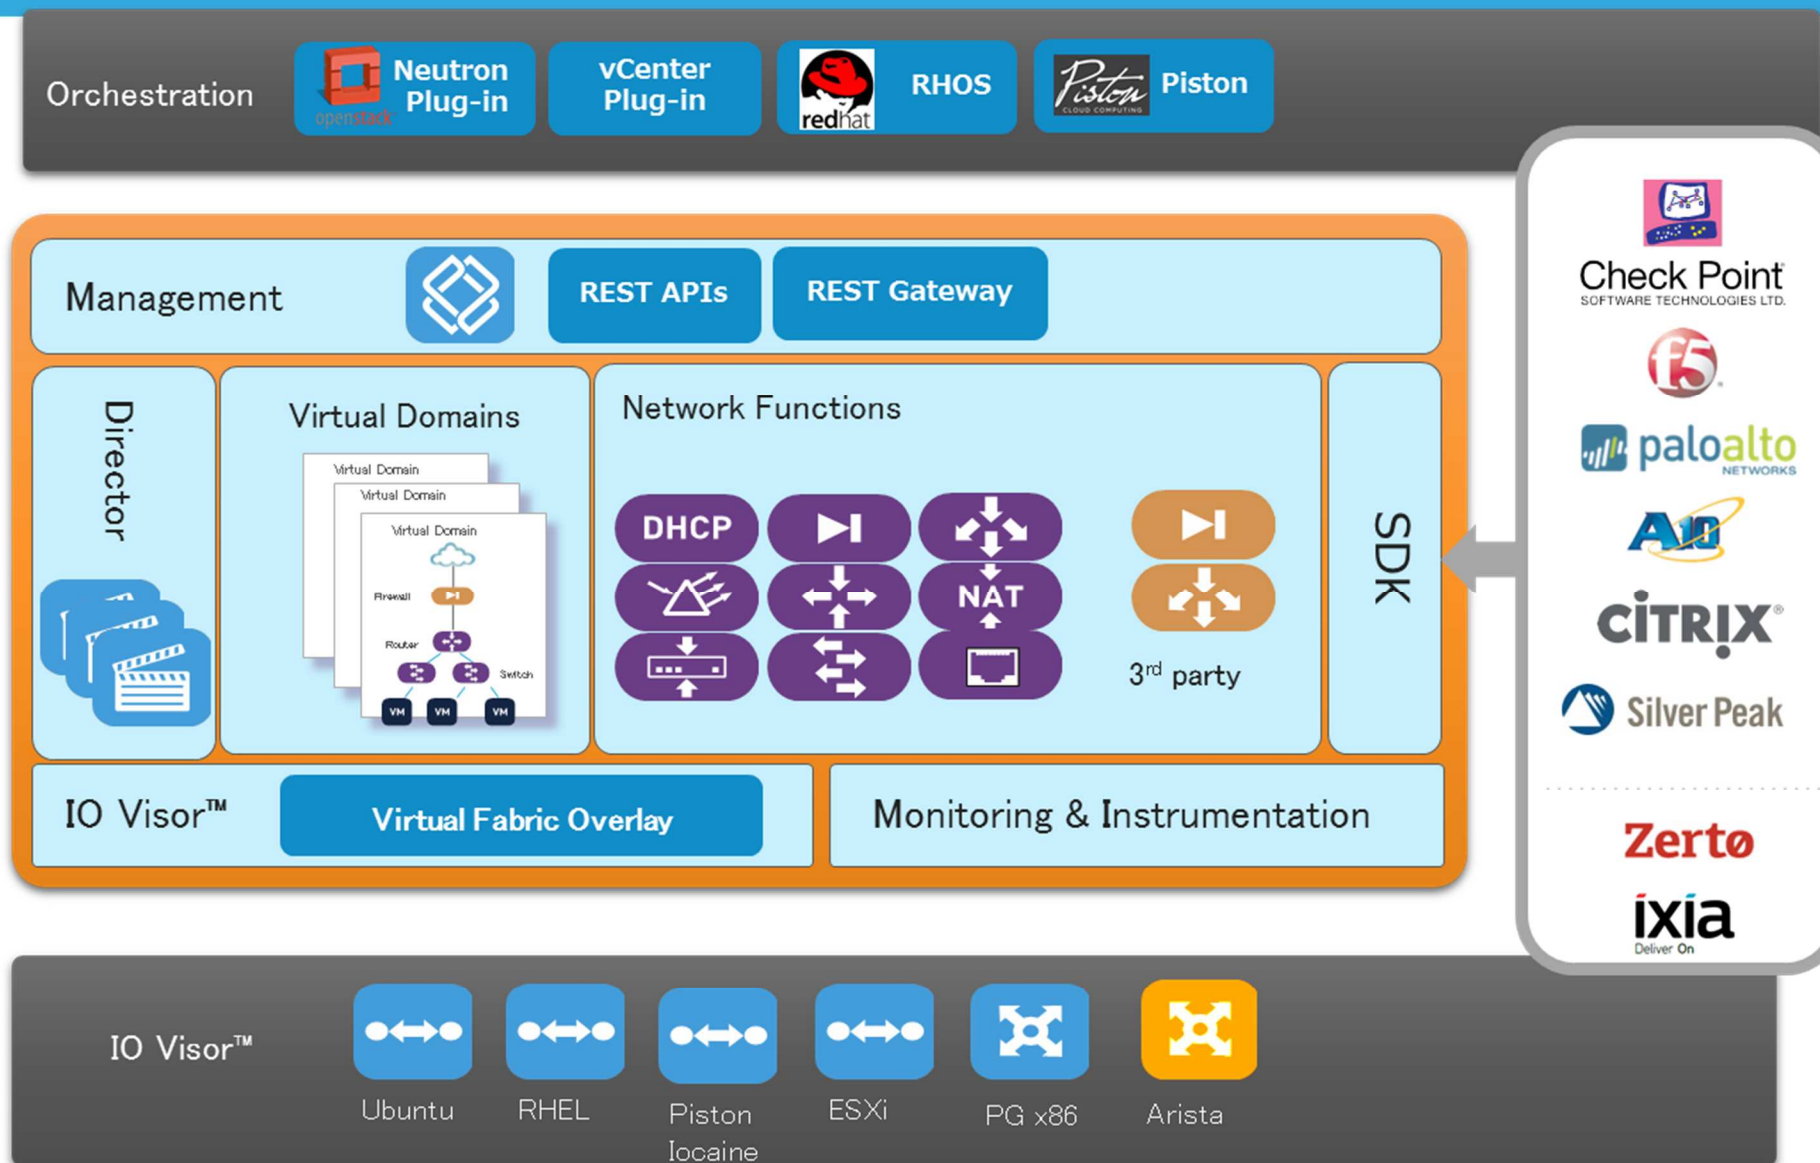 Orchestration
openstack
Neutron
Plug-in
vCenter
Plug-in
redhat
RHOS
Piston
CLOUD COMPUTING
Piston
Management
REST APIs
REST Gateway
Director
Virtual Domains
Virtual Domain
Virtual Domain
Virtual Domain
Firewall
Router
Switch
VM
VM
VM
Network Functions
DHCP
NAT
3rd party
SDK
IO Visor™
Virtual Fabric Overlay
Monitoring & Instrumentation
Check Point
SOFTWARE TECHNOLOGIES LTD.
f5
paloalto
NETWORKS
A10
CITRIX®
Silver Peak
Zerto
ixia
Deliver On
IO Visor™
Ubuntu
RHEL
Piston
Iocaine
ESXi
PG x86
Arista